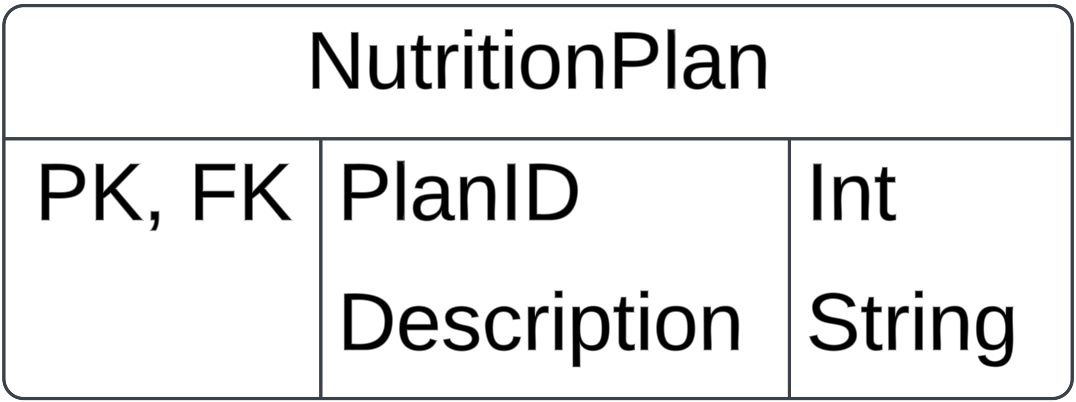 NutritionPlan
PK, FK PlanID Int
Description String